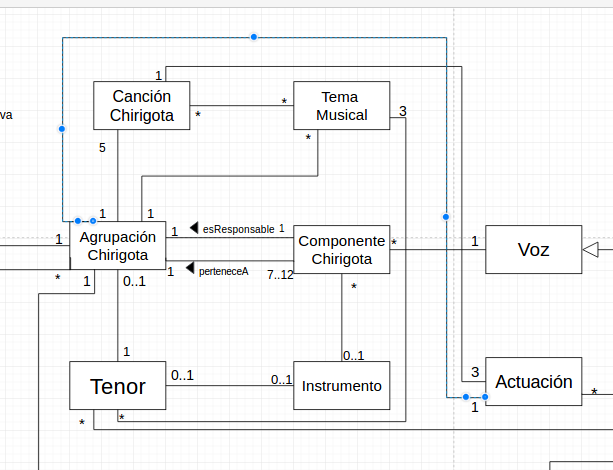 1
Canción
Chirigota
*
*
Tema
Musical
3
va
5
*
1
1
1
Agrupación
Chirigota
1
esResponsable
1
Componente
Chirigota
*
1
Voz
*
1
0..1
1
perteneceA
7..12
*
1
0..1
Tenor
0..1
0..1
Instrumento
3
Actuación
*
1
*
*